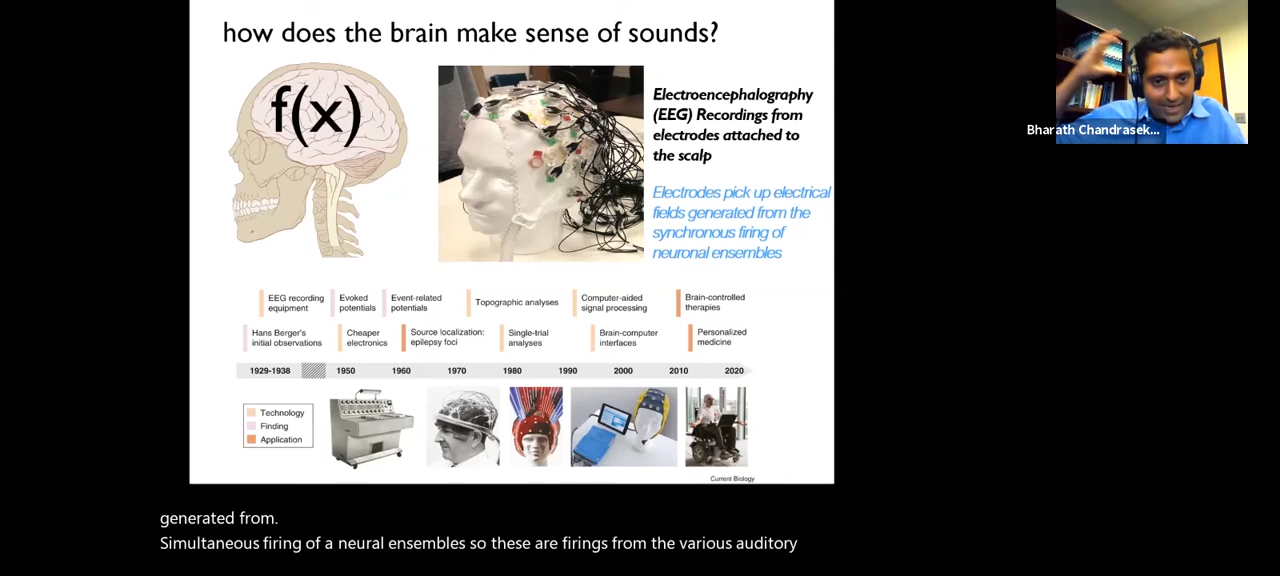 how does the brain make sense of sounds?
f(x)
Electroencephalography
(EEG) Recordings from
electrodes attached to
the scalp
Electrodes pick up electrical
fields generated from the
synchronous firing of
neuronal ensembles
Bharath Chandrasek...
EEG recording
equipment
Evoked
potentials
Event-related
potentials
Topographic analyses
Computer-aided
signal processing
Brain-controlled
therapies
Hans Berger's
initial observations
Cheaper
electronics
Source localization:
epilepsy foci
Single-trial
analyses
Brain-computer
interfaces
Personalized
medicine
1929-1938 1950 1960 1970 1980 1990 2000 2010 2020
Technology
Finding
Application
Current Biology
generated from.
Simultaneous firing of a neural ensembles so these are firings from the various auditory